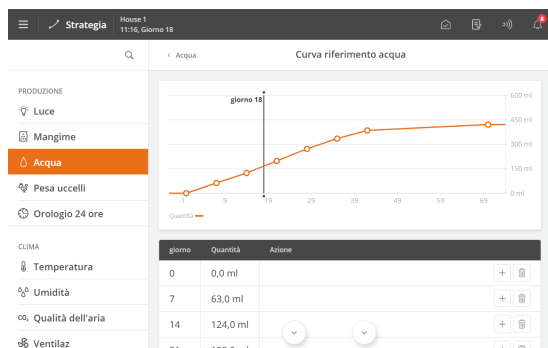 Strategia
House 1
11:16, Giorno 18
8
PRODUZIONE
Luce
Mangime
Acqua
Pesa uccelli
Orologio 24 ore
CLIMA
Temperatura
Umidità
CO₂ Qualità dell'aria
Ventilaz
‹ Acqua
Curva riferimento acqua
giorno 18
600 ml
450 ml
300 ml
150 ml
0 ml
-1 9 19 29 39 49 59 69
Quantità
giorno Quantità Azione
0 0,0 ml
7 63,0 ml
14 124,0 ml